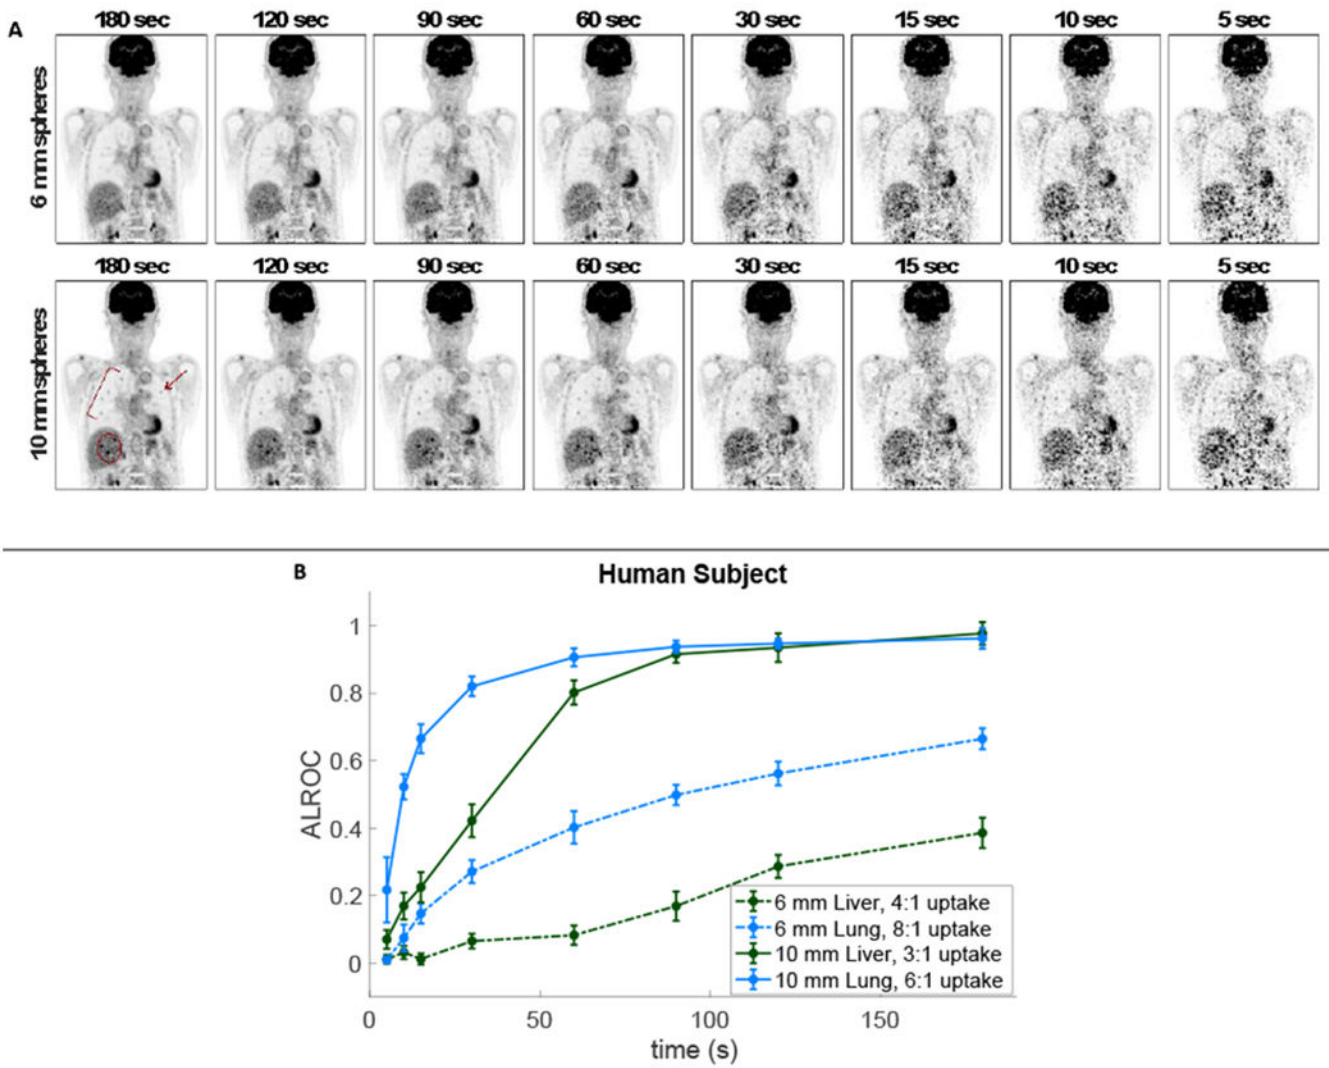 A
180 sec 120 sec 90 sec 60 sec 30 sec 15 sec 10 sec 5 sec
6 mm spheres
180 sec 120 sec 90 sec 60 sec 30 sec 15 sec 10 sec 5 sec
10 mm spheres
B
Human Subject
ALROC
1
0.8
0.6
0.4
0.2
0
6 mm Liver, 4:1 uptake
6 mm Lung, 8:1 uptake
10 mm Liver, 3:1 uptake
10 mm Lung, 6:1 uptake
0 50 100 150
time (s)